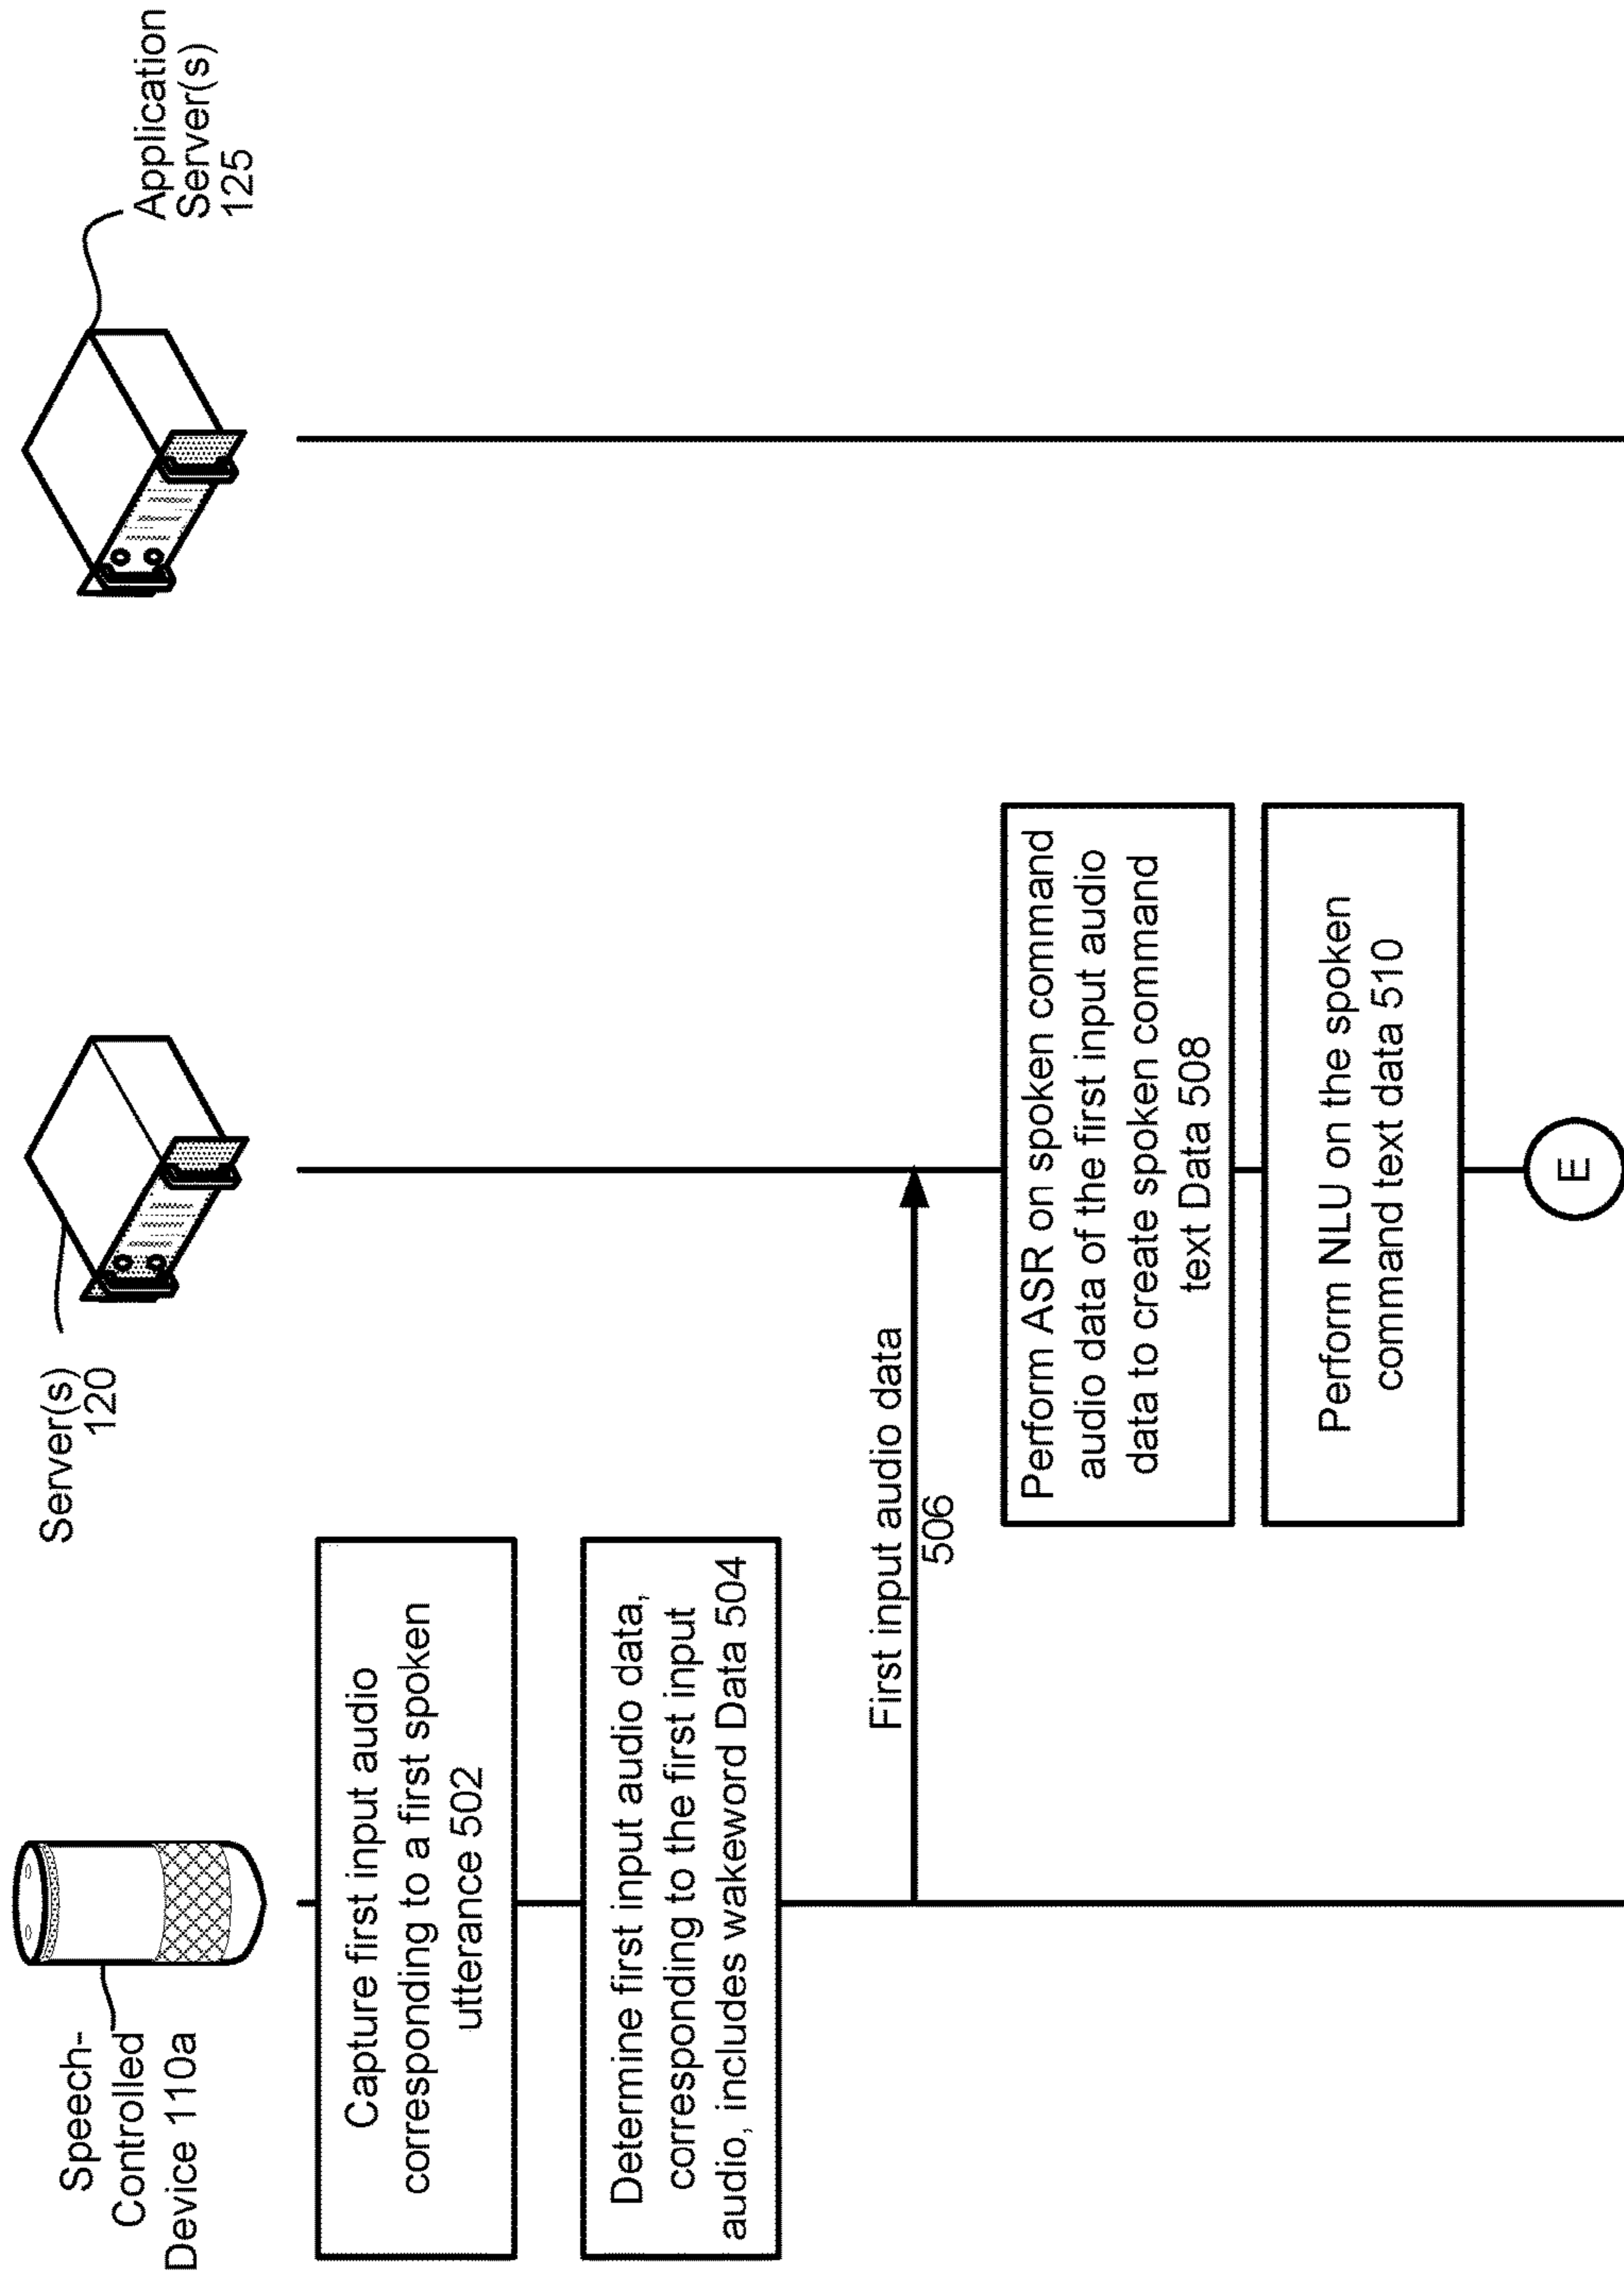 Speech-
Controlled
Device 110a
Server(s)
120
Application
Server(s)
125
Capture first input audio
corresponding to a first spoken
utterance 502
Determine first input audio data,
corresponding to the first input
audio, includes wakeword Data 504
First input audio data
506
Perform ASR on spoken command
audio data of the first input audio
data to create spoken command
text Data 508
Perform NLU on the spoken
command text data 510
E